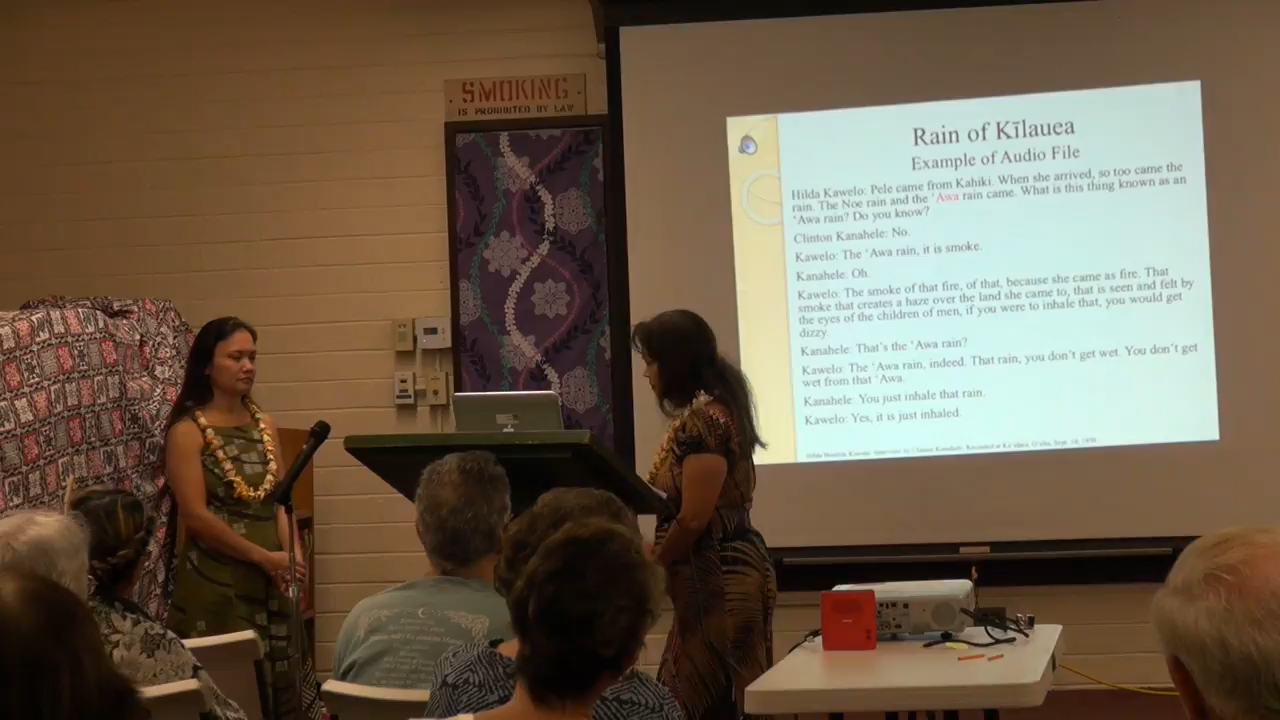 SMOKING
IS PROHIBITED BY LAW
Rain of Kīlauea
Example of Audio File
Hilda Kawelo: Pele came from Kahiki. When she arrived, so too came the
rain. The Noe rain and the ʻAwa rain came. What is this thing known as an
ʻAwa rain? Do you know?
Clinton Kanahele: No.
Kawelo: The ʻAwa rain, it is smoke.
Kanahele: Oh.
Kawelo: The smoke of that fire, of that, because she came as fire. That
smoke that creates a haze over the land she came to, that is seen and felt by
the eyes of the children of men, if you were to inhale that, you would get
dizzy.
Kanahele: That's the ʻAwa rain?
Kawelo: The ʻAwa rain, indeed. That rain, you don't get wet. You don't get
wet from that ʻAwa.
Kanahele: You just inhale that rain.
Kawelo: Yes, it is just inhaled.